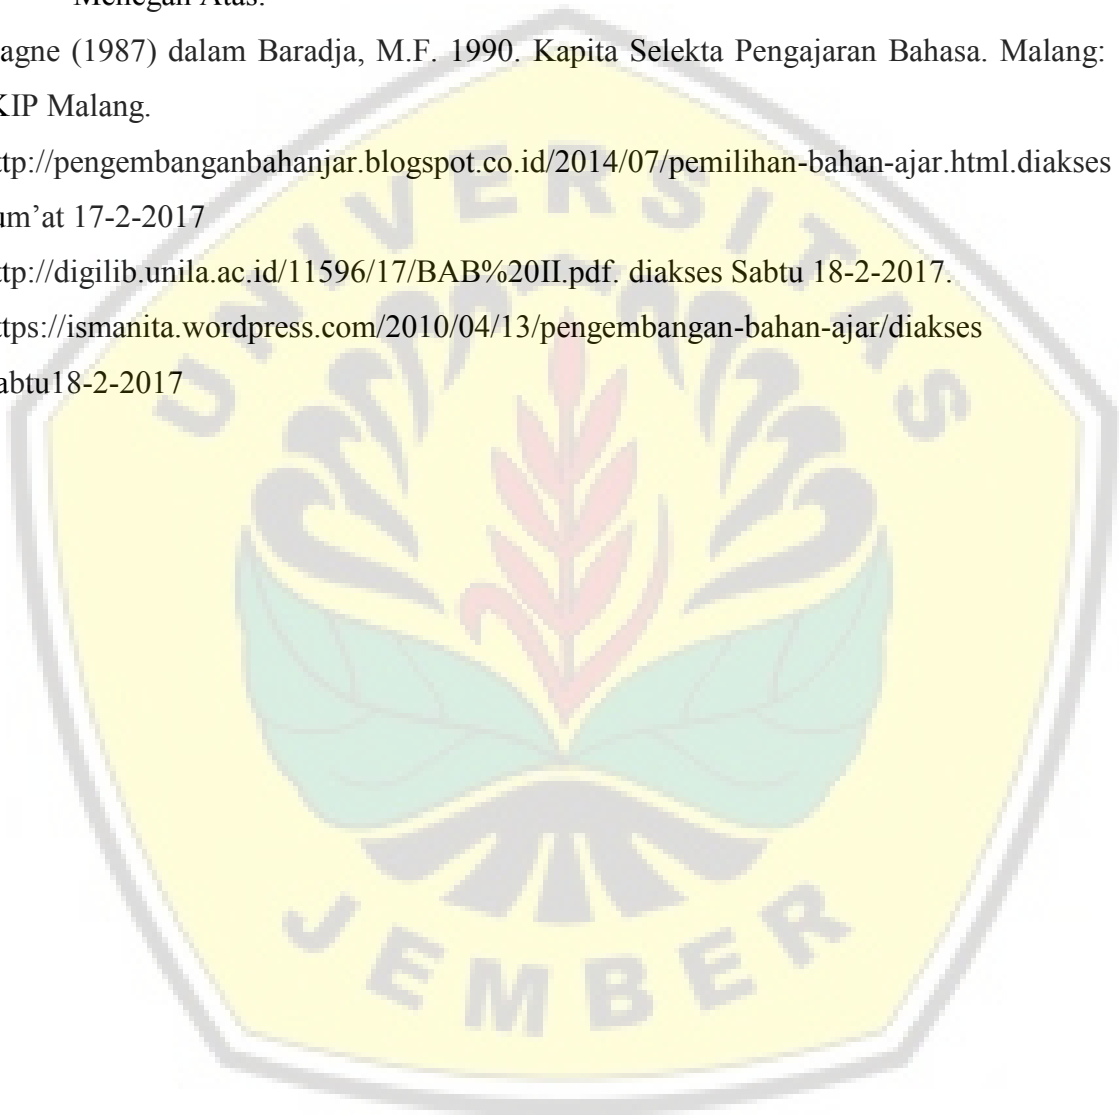 Menegah Atas.
agne (1987) dalam Baradja, M.F. 1990. Kapita Selekta Pengajaran Bahasa. Malang:
KIP Malang.
ttp://pengembanganbahanjar.blogspot.co.id/2014/07/pemilihan-bahan-ajar.html.diakses
um’at 17-2-2017
ttp://digilib.unila.ac.id/11596/17/BAB%20II.pdf. diakses Sabtu 18-2-2017.
ttps://ismanita.wordpress.com/2010/04/13/pengembangan-bahan-ajar/diakses
abtu18-2-2017
UNIVERSITAS
JEMBER